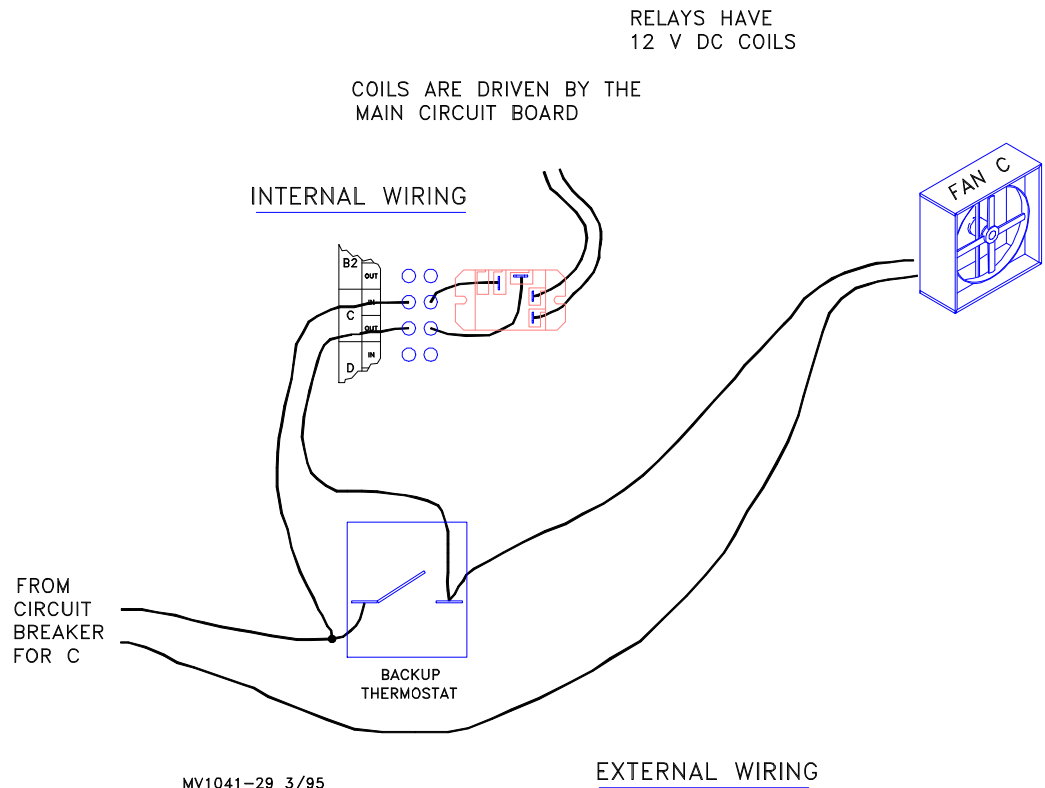 RELAYS HAVE
12 V DC COILS
COILS ARE DRIVEN BY THE
MAIN CIRCUIT BOARD
INTERNAL WIRING
FAN C
B2
OUT
IN
C
OUT
IN
D
FROM
CIRCUIT
BREAKER
FOR C
BACKUP
THERMOSTAT
EXTERNAL WIRING
MV1041-29 3/95